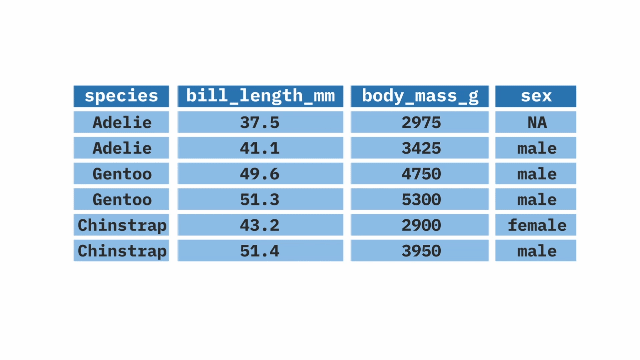 species bill_length_mm body_mass_g sex
Adelie 37.5 2975 NA
Adelie 41.1 3425 male
Gentoo 49.6 4750 male
Gentoo 51.3 5300 male
Chinstrap 43.2 2900 female
Chinstrap 51.4 3950 male